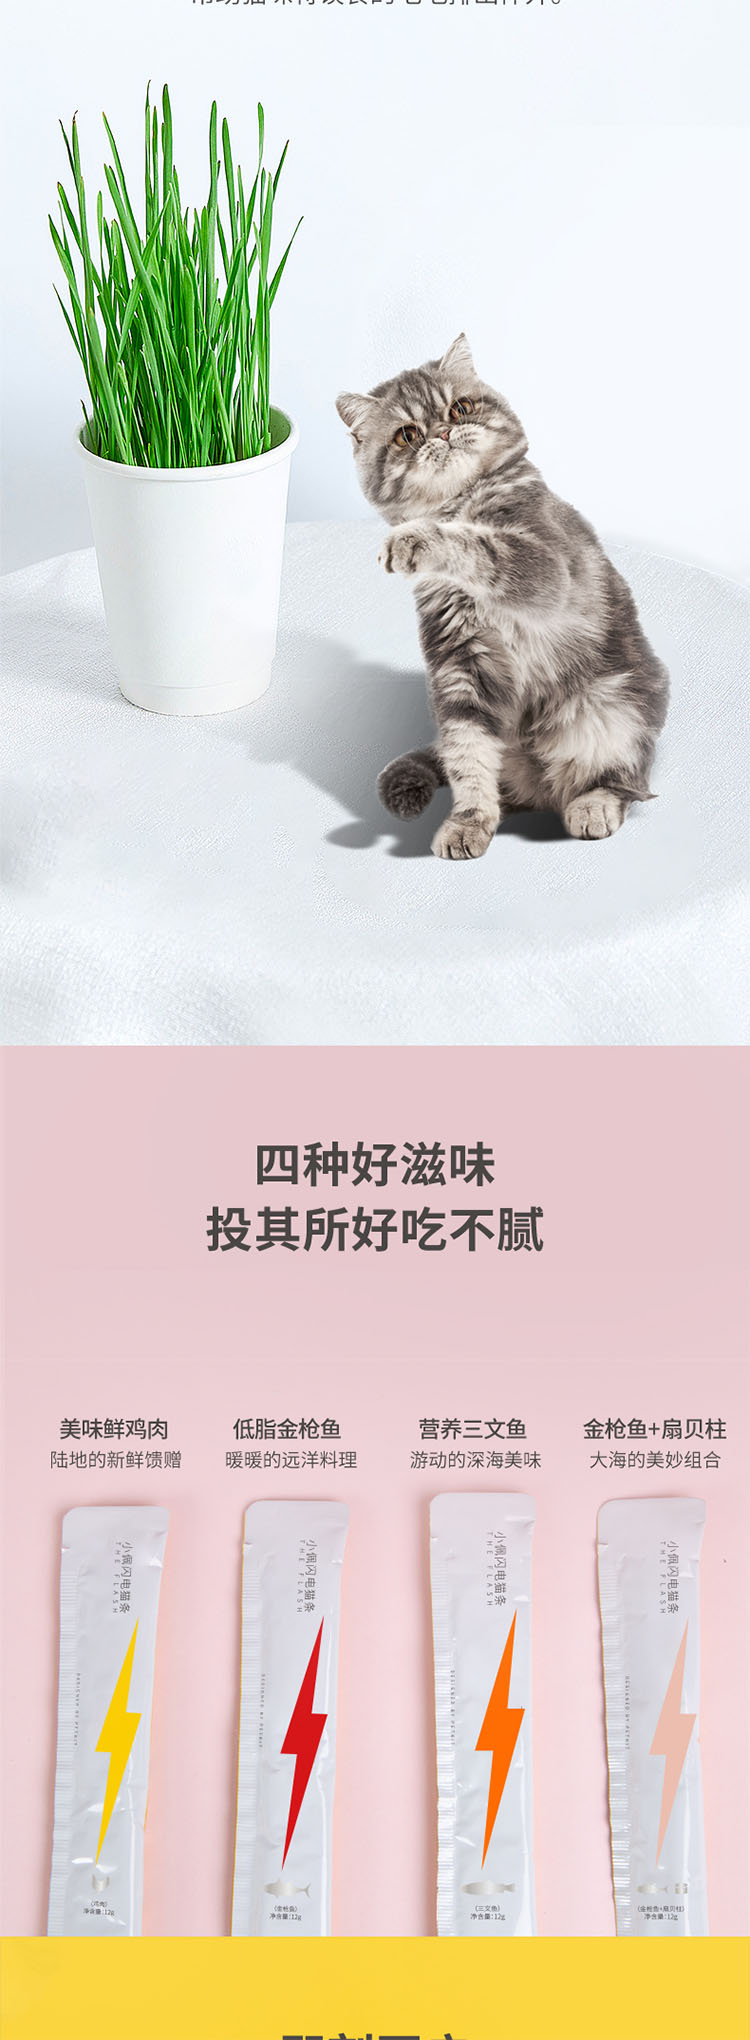 四种好滋味
投其所好吃不腻
美味鲜鸡肉
陆地的新鲜馈赠
低脂金枪鱼
暖暖的远洋料理
营养三文鱼
游动的深海美味
金枪鱼+扇贝柱
大海的美妙组合
小佩闪电猫条
THE FLASH
DESIGNED BY PETKIT
(鸡肉)
净含量:12g
小佩闪电猫条
THE FLASH
DESIGNED BY PETKIT
(金枪鱼)
净含量:12g
小佩闪电猫条
THE FLASH
DESIGNED BY PETKIT
(三文鱼)
净含量:12g
小佩闪电猫条
THE FLASH
DESIGNED BY PETKIT
(金枪鱼+扇贝柱)
净含量:12g